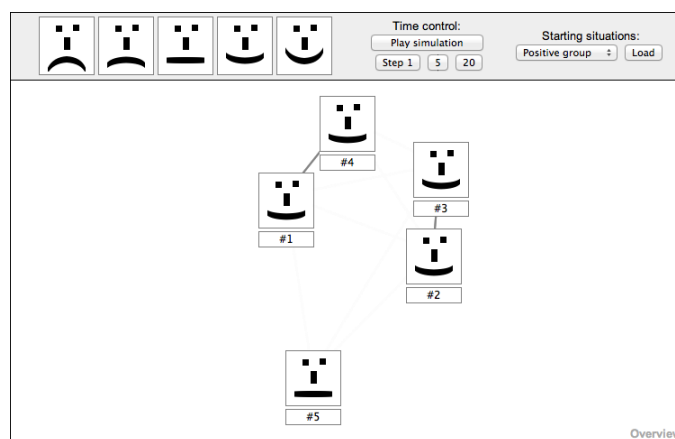 Time control:
Play simulation
Step 1
5
20
Starting situations:
Positive group
Load
#4
#3
#1
#2
#5
Overview